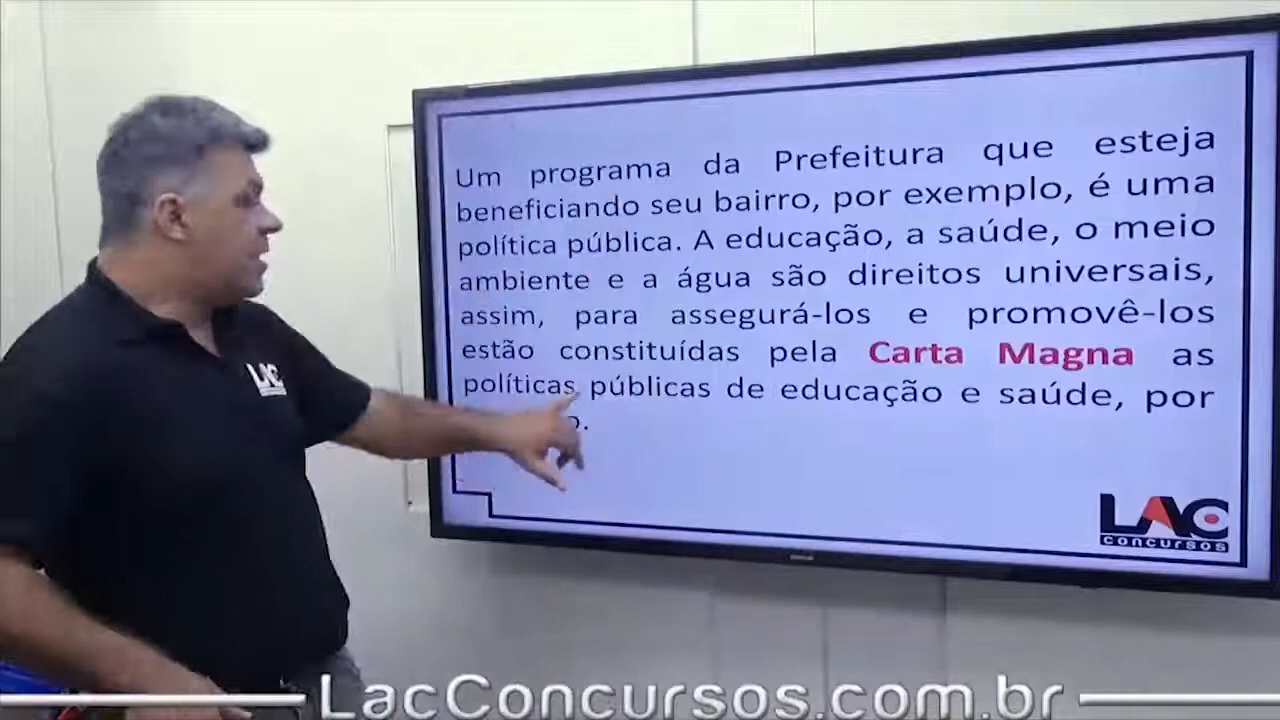 Um programa da Prefeitura que esteja
beneficiando seu bairro, por exemplo, é uma
política pública. A educação, a saúde, o meio
ambiente e a água são direitos universais,
assim, para assegurá-los e promovê-los
estão constituídas pela Carta Magna as
políticas públicas de educação e saúde, por
LAC
LAC
concursos
LacConcursos.com.br